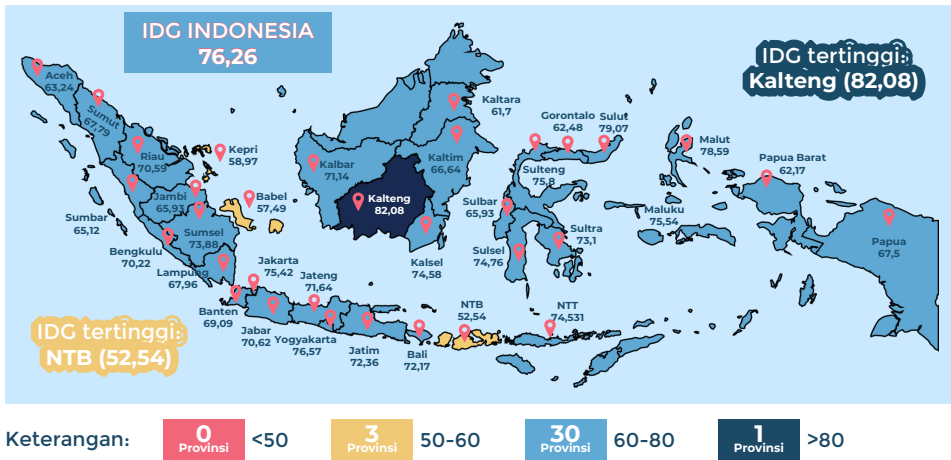 IDG INDONESIA
76,26
IDG tertinggi:
Kalteng (82,08)
Aceh
63,24
Sumut
67,79
Riau
70,59
Kepri
58,97
Babel
57,49
Jambi
65,93
Sumbar
65,12
Sumsel
73,88
Bengkulu
70,22
Lampung
67,96
Jakarta
75,42
Jateng
71,64
Banten
69,09
Jabar
70,62
Yogyakarta
76,57
Jatim
72,36
Bali
72,17
NTB
52,54
NTT
74,531
Kalbar
71,14
Kalteng
82,08
Kaltara
61,7
Kaltim
66,64
Kalsel
74,58
Gorontalo
62,48
Sulut
79,07
Sulteng
75,8
Sulbar
65,93
Sulsel
74,76
Sultra
73,1
Malut
78,59
Maluku
75,54
Papua Barat
62,17
Papua
67,5
IDG tertinggi:
NTB (52,54)
Keterangan:
0
Provinsi
<50
3
Provinsi
50-60
30
Provinsi
60-80
1
Provinsi
>80